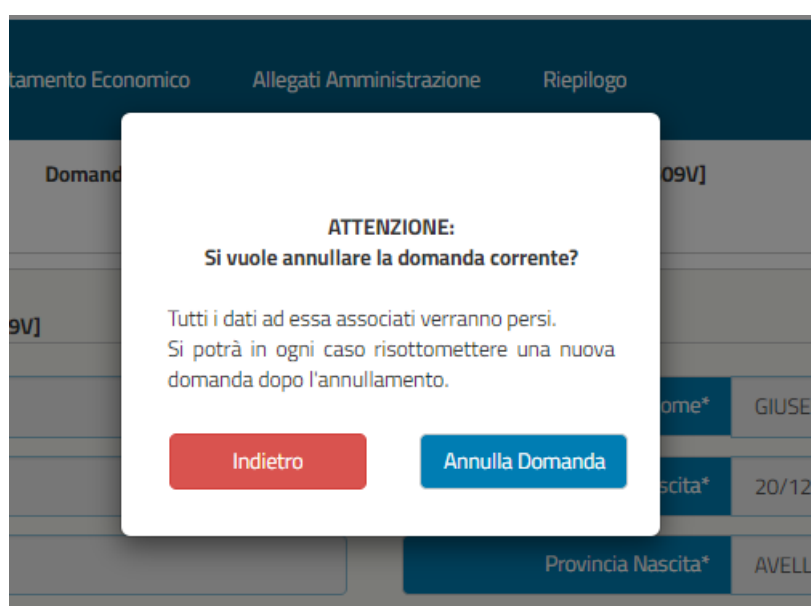 tamento Economico Allegati Amministrazione Riepilogo
Domand 09V]
ATTENZIONE:
Si vuole annullare la domanda corrente?
9V]
Tutti i dati ad essa associati verranno persi.
Si potrà in ogni caso risottomettere una nuova
domanda dopo l'annullamento.
ome* GIUSE
Indietro Annulla Domanda
scita* 20/12
Provincia Nascita* AVELL